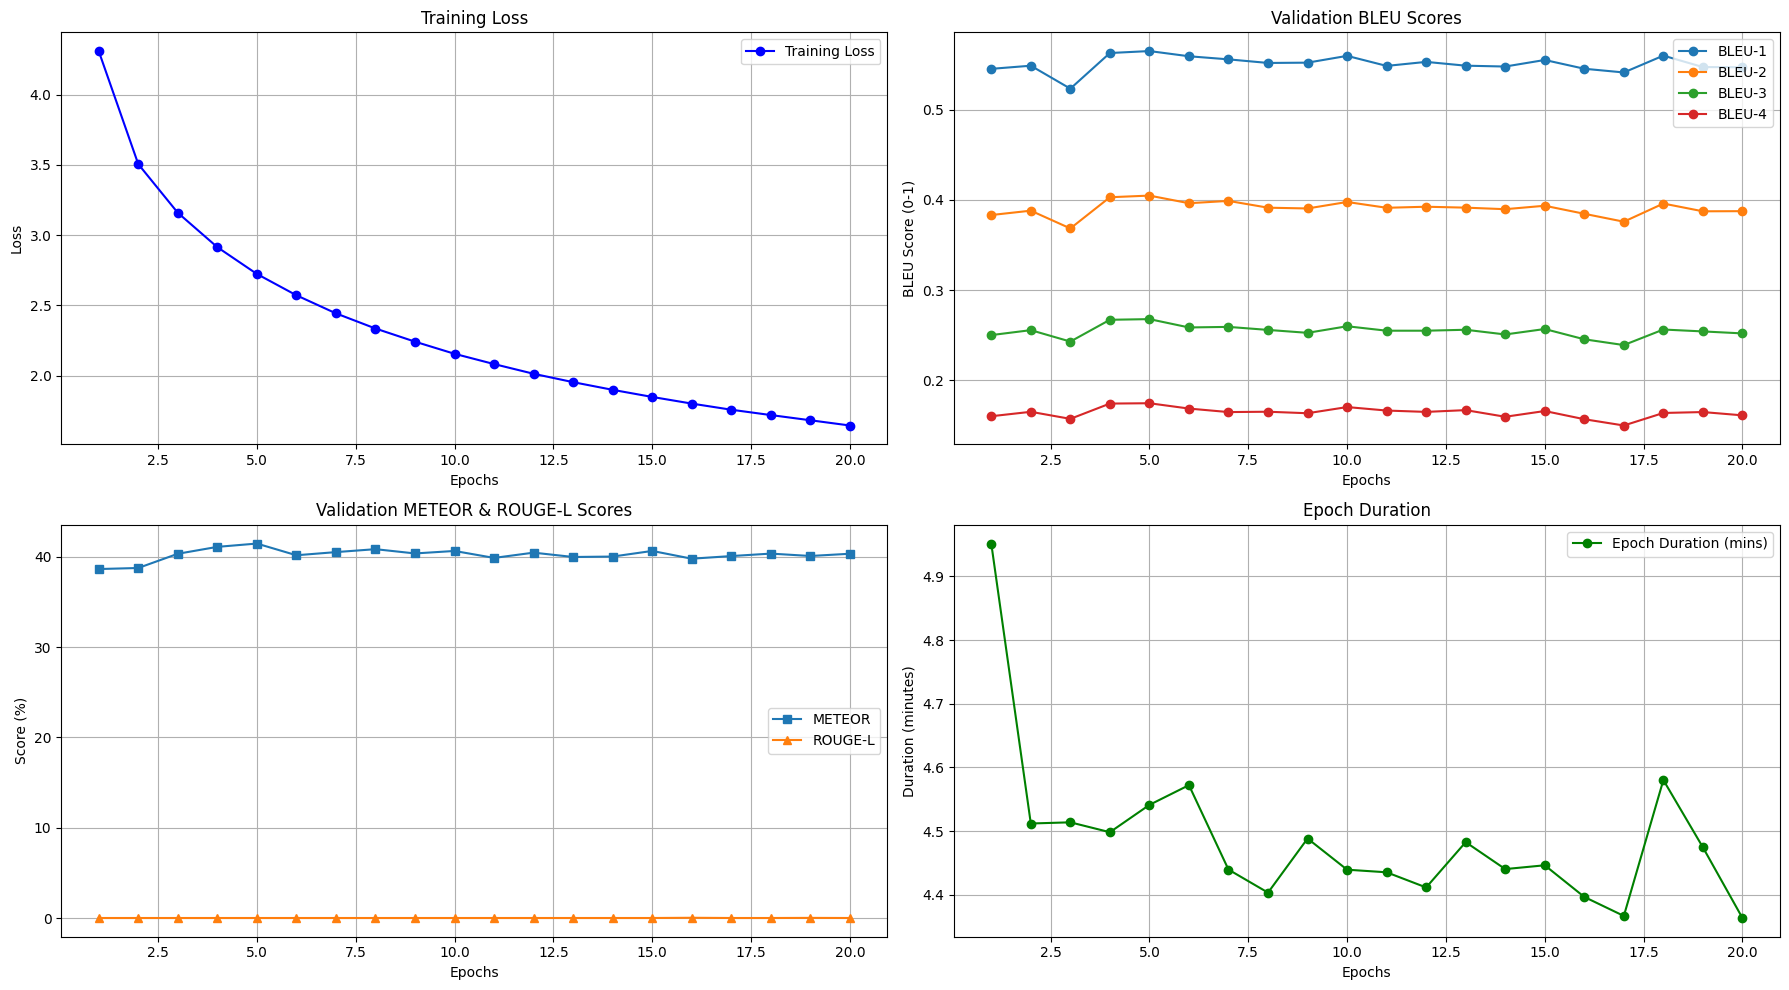 Training Loss
Training Loss
4.0
3.5
3.0
2.5
2.0
Loss
2.5 5.0 7.5 10.0 12.5 15.0 17.5 20.0
Epochs
Validation BLEU Scores
BLEU-1
BLEU-2
BLEU-3
BLEU-4
0.5
0.4
0.3
0.2
BLEU Score (0-1)
2.5 5.0 7.5 10.0 12.5 15.0 17.5 20.0
Epochs
Validation METEOR & ROUGE-L Scores
METEOR
ROUGE-L
40
30
20
10
0
Score (%)
2.5 5.0 7.5 10.0 12.5 15.0 17.5 20.0
Epochs
Epoch Duration
Epoch Duration (mins)
4.9
4.8
4.7
4.6
4.5
4.4
Duration (minutes)
2.5 5.0 7.5 10.0 12.5 15.0 17.5 20.0
Epochs